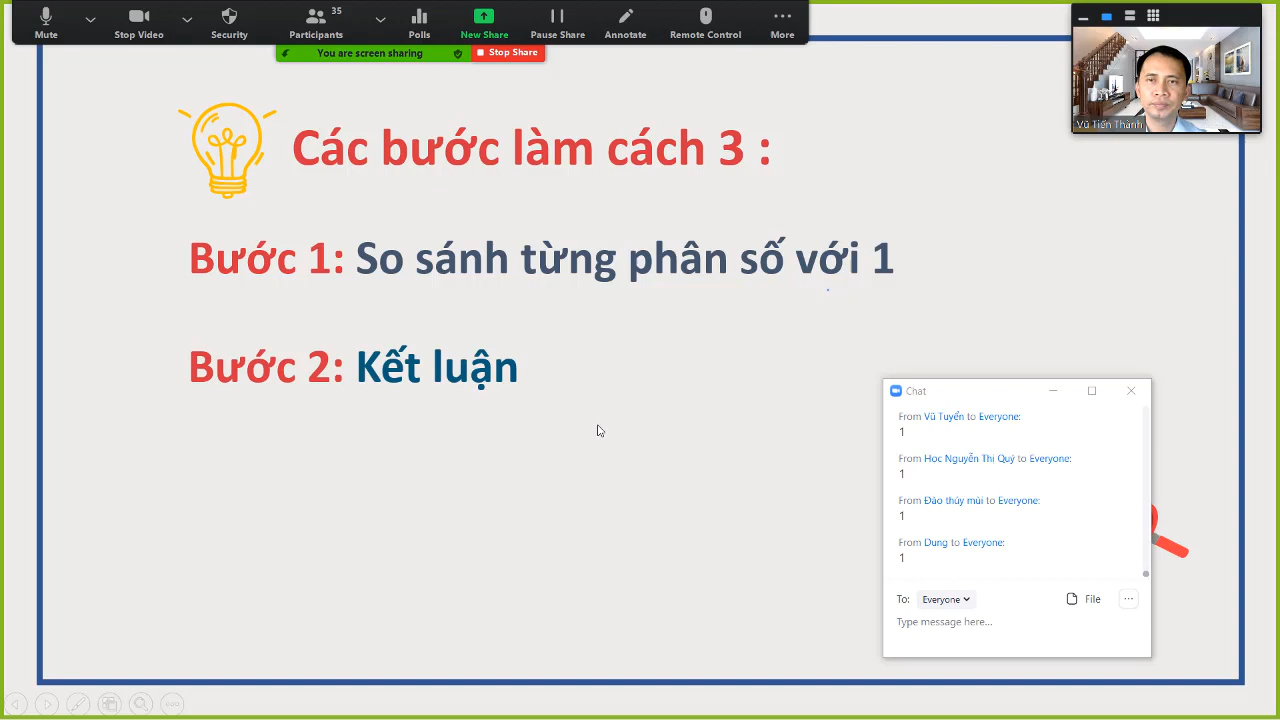 Mute
Stop Video
Security
Participants
35
Polls
New Share
Pause Share
Annotate
Remote Control
More
You are screen sharing
Stop Share
Vũ Tiến Thành
Các bước làm cách 3 :
Bước 1: So sánh từng phân số với 1
Bước 2: Kết luận
Chat
From Vũ Tuyển to Everyone:
1
From Học Nguyễn Thị Quý to Everyone:
1
From Đào thúy mùi to Everyone:
1
From Dung to Everyone:
1
To: Everyone
File
Type message here...